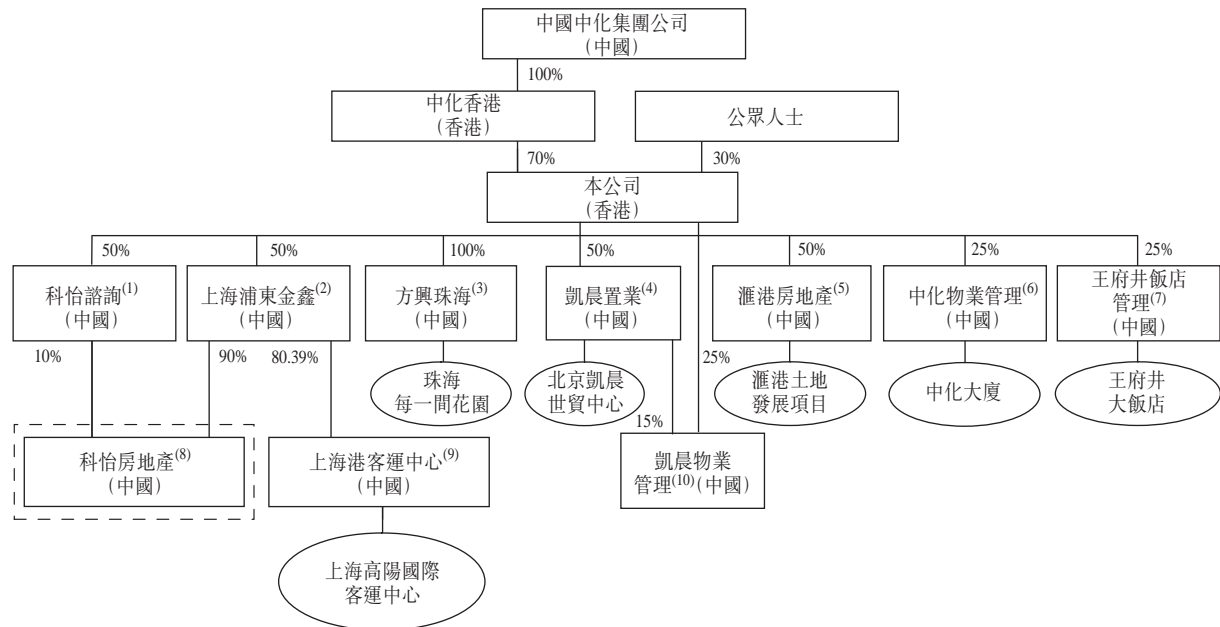 中國中化集團公司
(中國)
100%
中化香港
(香港)
公眾人士
70%
30%
本公司
(香港)
50%
50%
100%
50%
50%
25%
25%
科怡諮詢(1)
(中國)
上海浦東金鑫(2)
(中國)
方興珠海(3)
(中國)
凱晨置業(4)
(中國)
滙港房地產(5)
(中國)
中化物業管理(6)
(中國)
王府井飯店
管理(7)
(中國)
10%
90%
80.39%
25%
珠海
每一間花園
北京凱晨
世貿中心
滙港土地
發展項目
中化大廈
王府井
大飯店
15%
科怡房地產(8)
(中國)
上海港客運中心(9)
(中國)
凱晨物業
管理(10)(中國)
上海高陽國際
客運中心